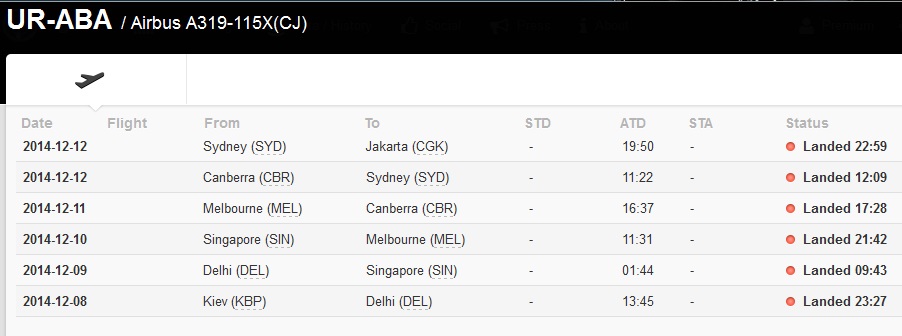 UR-ABA / Airbus A319-115X(CJ)
Date Flight From To STD ATD STA Status
2014-12-12 Sydney (SYD) Jakarta (CGK) - 19:50 - Landed 22:59
2014-12-12 Canberra (CBR) Sydney (SYD) - 11:22 - Landed 12:09
2014-12-11 Melbourne (MEL) Canberra (CBR) - 16:37 - Landed 17:28
2014-12-10 Singapore (SIN) Melbourne (MEL) - 11:31 - Landed 21:42
2014-12-09 Delhi (DEL) Singapore (SIN) - 01:44 - Landed 09:43
2014-12-08 Kiev (KBP) Delhi (DEL) - 13:45 - Landed 23:27